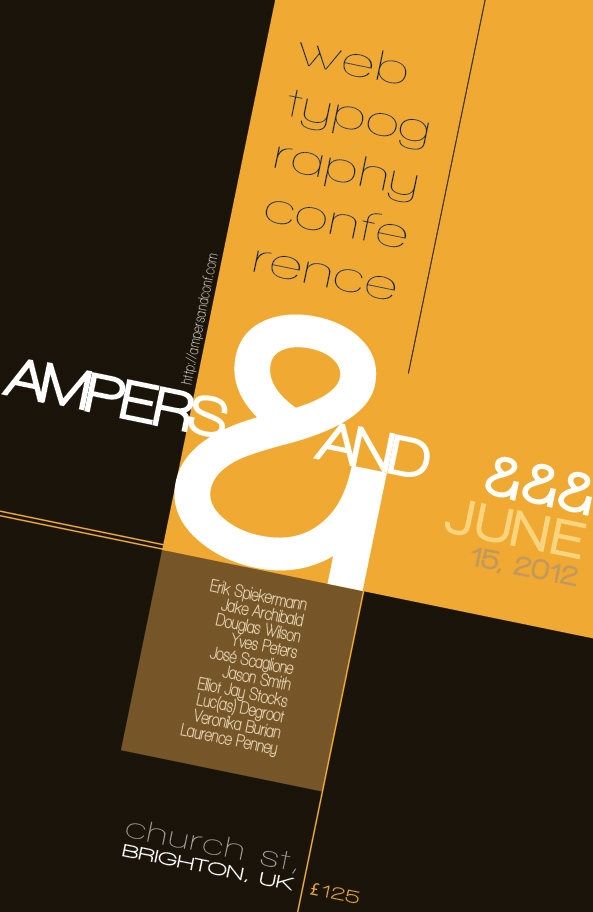 web
typog
raphy
confe
rence
http://ampersandconf.com
AMPERS & AND
&&&
JUNE
15, 2012
Erik Spiekermann
Jake Archibald
Douglas Wilson
Yves Peters
José Scaglione
Jason Smith
Elliot Jay Stocks
Luc(as) Degroot
Veronika Burian
Laurence Penney
church st,
BRIGHTON, UK
£125